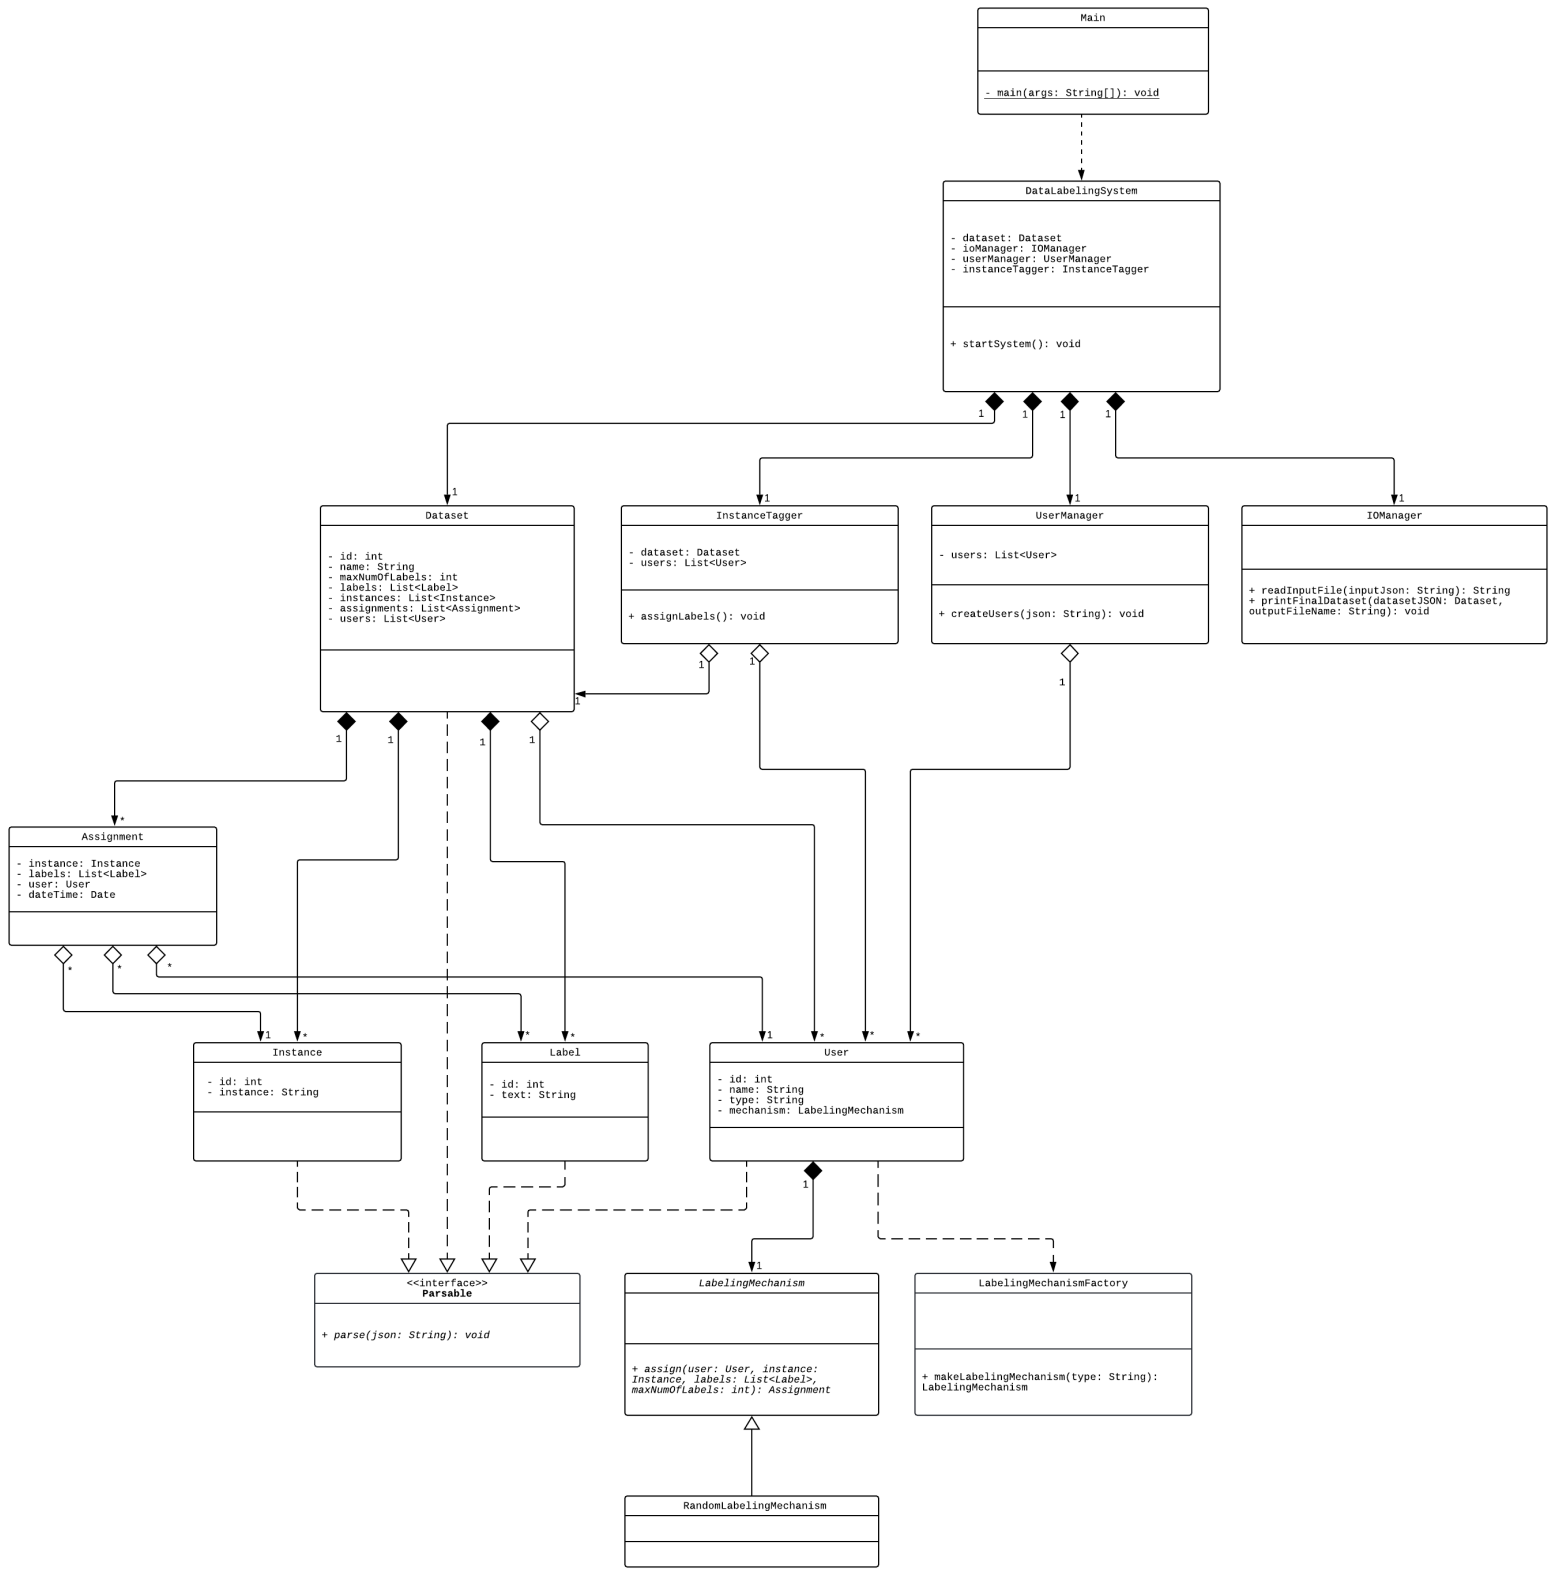 Main
- main(args: String[]): void
DataLabelingSystem
- dataset: Dataset
- ioManager: IOManager
- userManager: UserManager
- instanceTagger: InstanceTagger
+ startSystem(): void
1
1
1
1
1
1
1
1
Dataset
- id: int
- name: String
- maxNumOfLabels: int
- labels: List<Label>
- instances: List<Instance>
- assignments: List<Assignment>
- users: List<User>
InstanceTagger
- dataset: Dataset
- users: List<User>
+ assignLabels(): void
UserManager
- users: List<User>
+ createUsers(json: String): void
IOManager
+ readInputFile(inputJson: String): String
+ printFinalDataset(datasetJSON: Dataset,
outputFileName: String): void
1
1
1
1
1
1
1
1
*
Assignment
- instance: Instance
- labels: List<Label>
- user: User
- dateTime: Date
*
*
*
1
*
*
*
1
*
*
*
Instance
- id: int
- instance: String
Label
- id: int
- text: String
User
- id: int
- name: String
- type: String
- mechanism: LabelingMechanism
1
1
<<interface>>
Parsable
+ parse(json: String): void
LabelingMechanism
+ assign(user: User, instance:
Instance, labels: List<Label>,
maxNumOfLabels: int): Assignment
LabelingMechanismFactory
+ makeLabelingMechanism(type: String):
LabelingMechanism
RandomLabelingMechanism